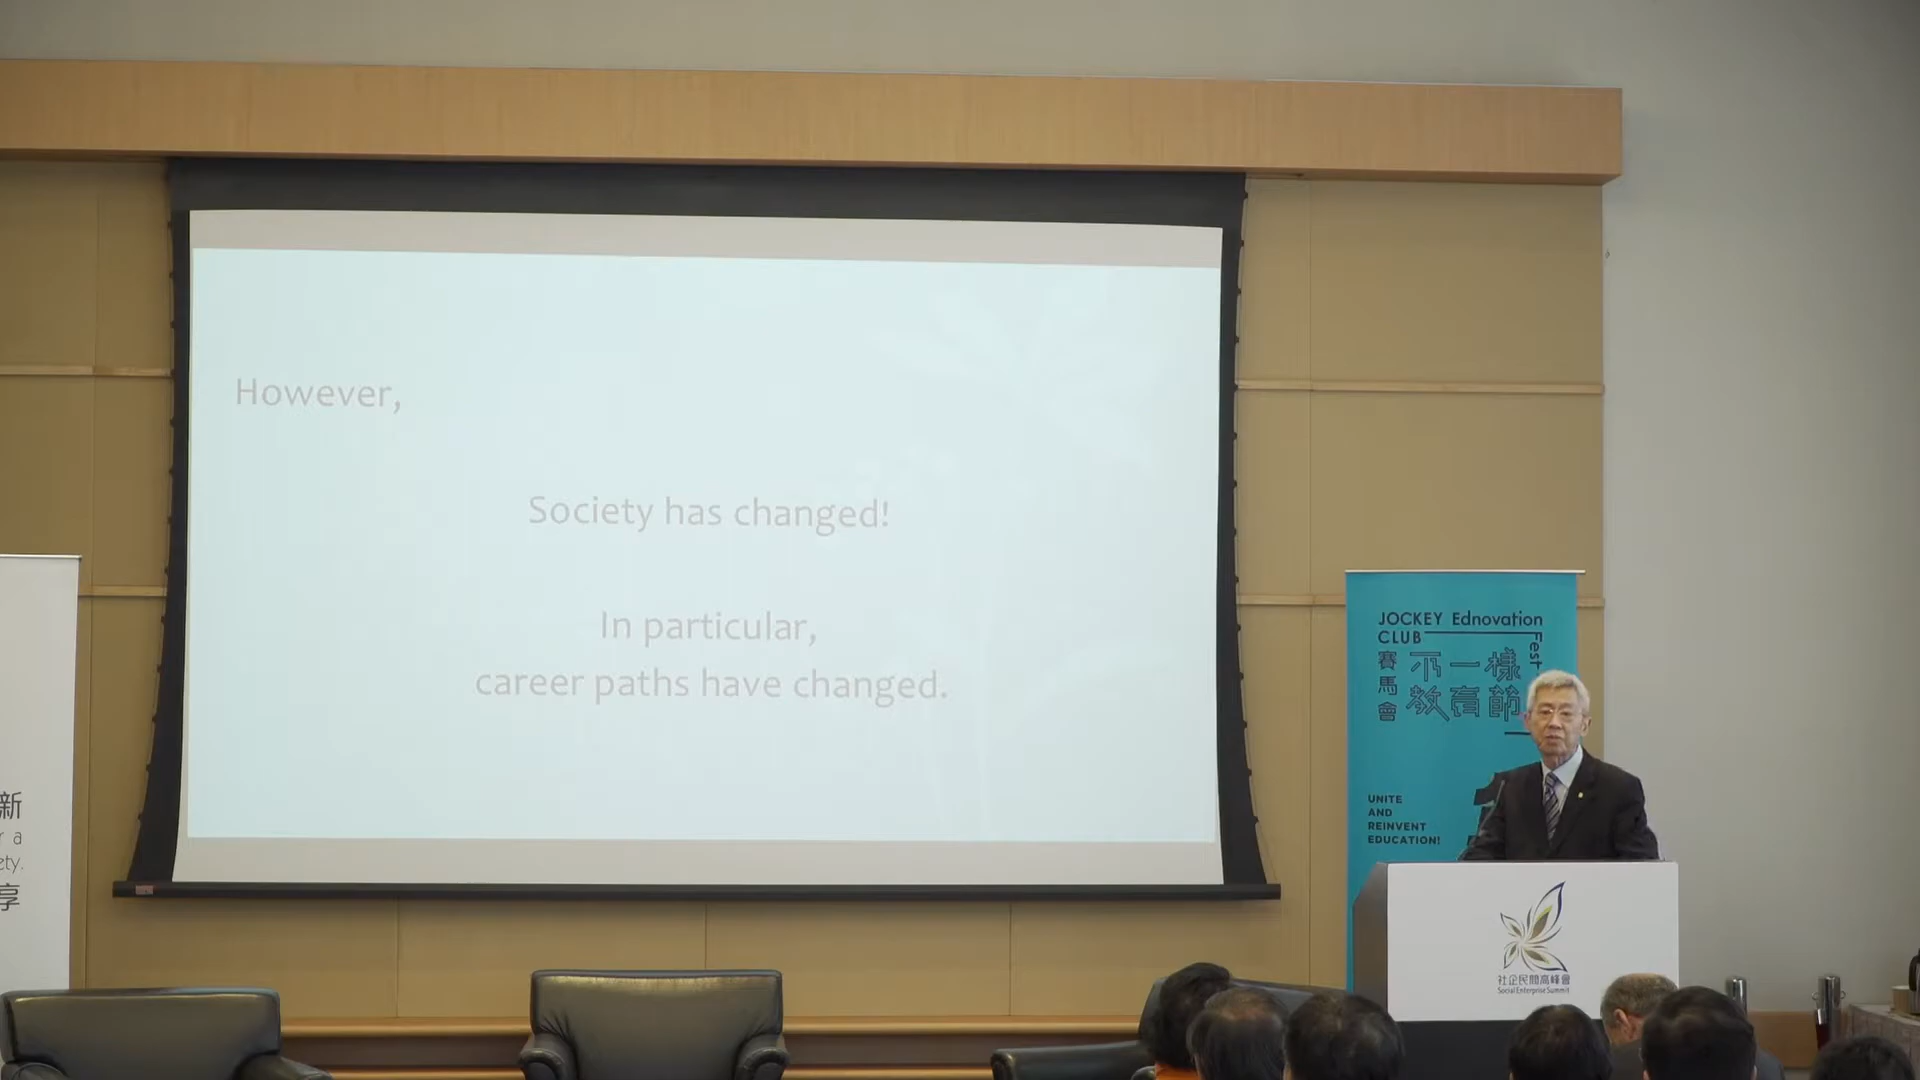 However,
Society has changed!
In particular,
career paths have changed.
JOCKEY Ednovation
CLUB Fest
賽馬會
不一樣
教育節
UNITE
AND
REINVENT
EDUCATION!
新
r a
ety.
享
社企民間高峰會
Social Enterprise Summit